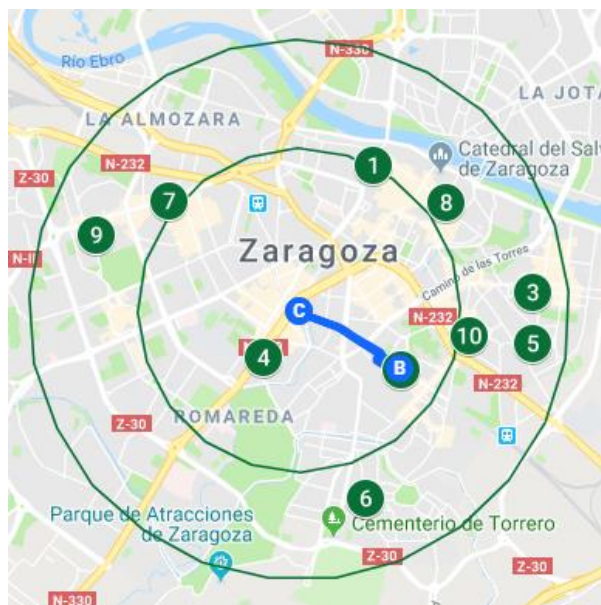 N-330
Río Ebro
LA JOTA
LA ALMOZARA
Catedral del Sal
de Zaragoza
N-232
1
Z-30
7
8
9
Zaragoza
N-II
Camino de las Torres
3
C
N-232
10
5
4
B
N-232
ROMAREDA
Z-30
6
Parque de Atracciones
de Zaragoza
Cementerio de Torrero
Z-30
N-330